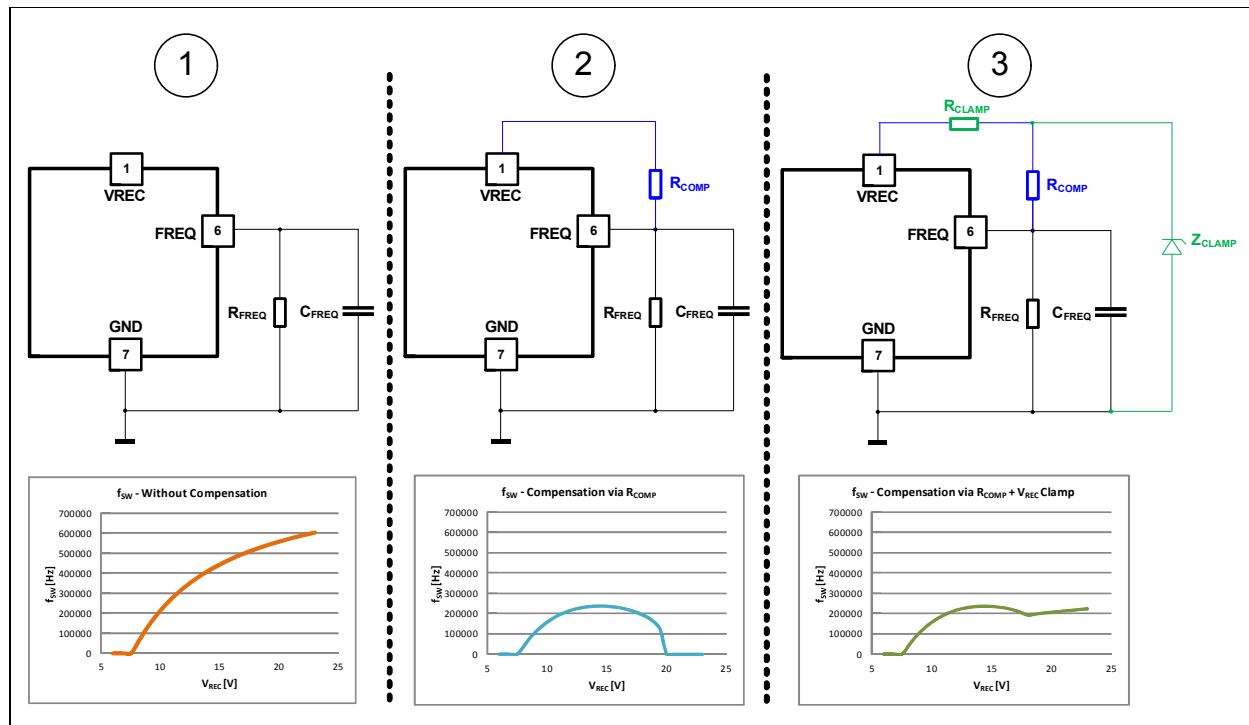 1
2
3
1
VREC
FREQ
6
RFREQ
CFREQ
GND
7
1
VREC
RCOMP
FREQ
6
RFREQ
CFREQ
GND
7
RCLAMP
1
VREC
RCOMP
FREQ
6
ZCLAMP
RFREQ
CFREQ
GND
7
fSW - Without Compensation
700000
600000
500000
400000
300000
200000
100000
0
fSW [Hz]
5 10 15 20 25
VREC [V]
fSW - Compensation via RCOMP
700000
600000
500000
400000
300000
200000
100000
0
fSW [Hz]
5 10 15 20 25
VREC [V]
fSW - Compensation via RCOMP + VREC Clamp
700000
600000
500000
400000
300000
200000
100000
0
fSW [Hz]
5 10 15 20 25
VREC [V]